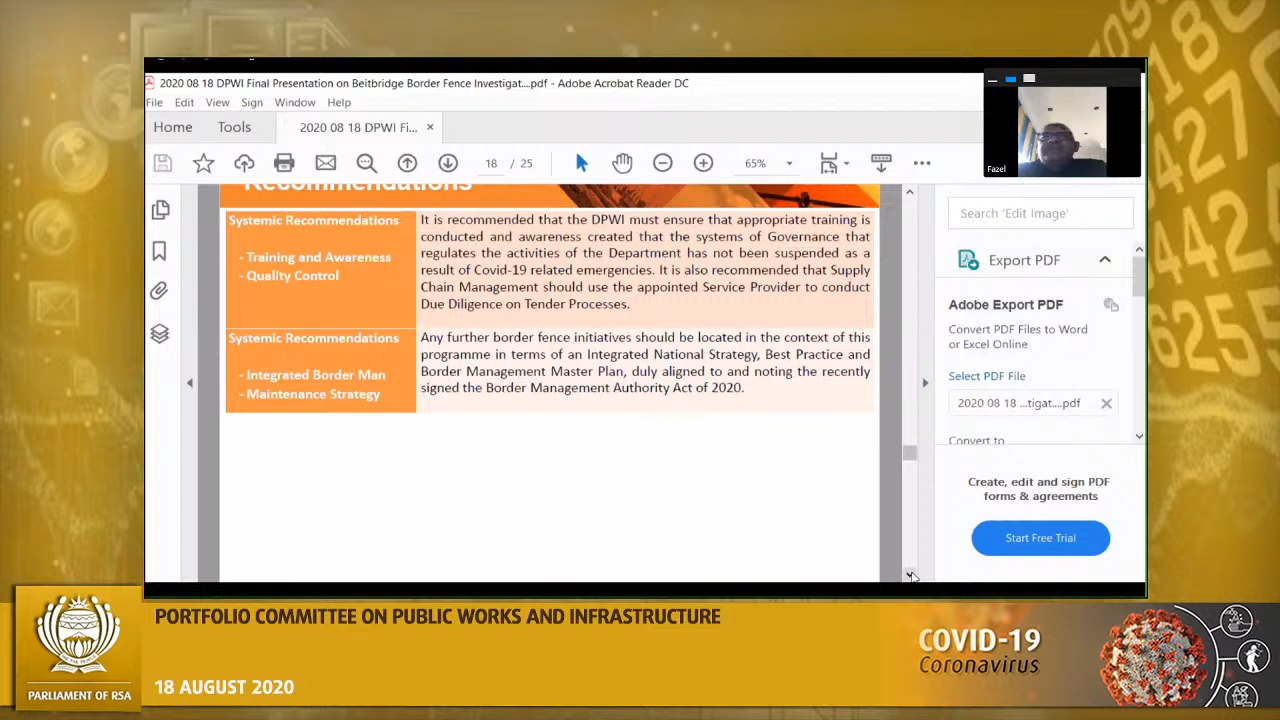 2020 08 18 DPWI Final Presentation on Beitbridge Border Fence Investigat....pdf - Adobe Acrobat Reader DC
File Edit View Sign Window Help
Home Tools 2020 08 18 DPWI Fi... ×
18 / 25 65%
Fazel
Recommendations
Systemic Recommendations
- Training and Awareness
- Quality Control
It is recommended that the DPWI must ensure that appropriate training is
conducted and awareness created that the systems of Governance that
regulates the activities of the Department has not been suspended as a
result of Covid-19 related emergencies. It is also recommended that Supply
Chain Management should use the appointed Service Provider to conduct
Due Diligence on Tender Processes.
Systemic Recommendations
- Integrated Border Man
- Maintenance Strategy
Any further border fence initiatives should be located in the context of this
programme in terms of an Integrated National Strategy, Best Practice and
Border Management Master Plan, duly aligned to and noting the recently
signed the Border Management Authority Act of 2020.
Search 'Edit Image'
Export PDF
Adobe Export PDF
Convert PDF Files to Word
or Excel Online
Select PDF File
2020 08 18 ...tigat....pdf ×
Convert to
Create, edit and sign PDF
forms & agreements
Start Free Trial
PORTFOLIO COMMITTEE ON PUBLIC WORKS AND INFRASTRUCTURE
18 AUGUST 2020
PARLIAMENT OF RSA
COVID-19
Coronavirus